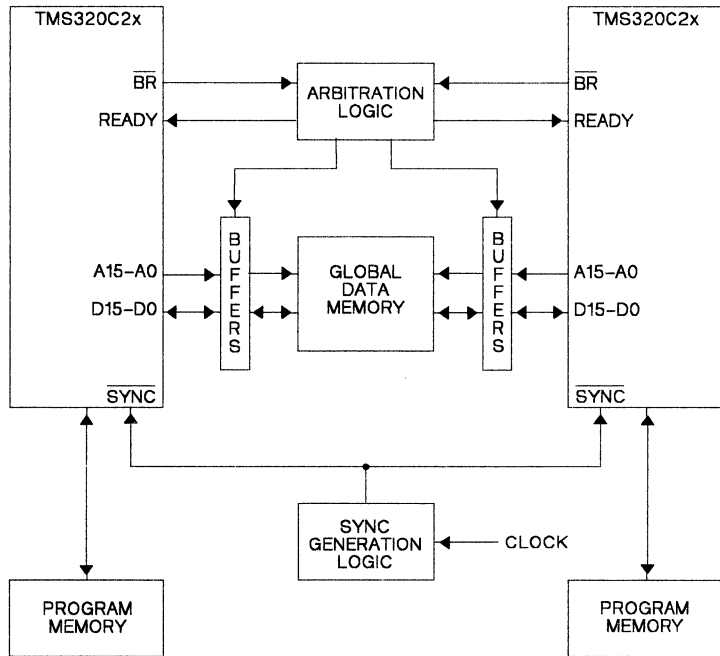 TMS320C2x
TMS320C2x
BR
ARBITRATION
LOGIC
BR
READY
READY
BUFFERS
BUFFERS
A15-A0
GLOBAL
DATA
MEMORY
A15-A0
D15-D0
D15-D0
SYNC
SYNC
SYNC
GENERATION
LOGIC
CLOCK
PROGRAM
MEMORY
PROGRAM
MEMORY